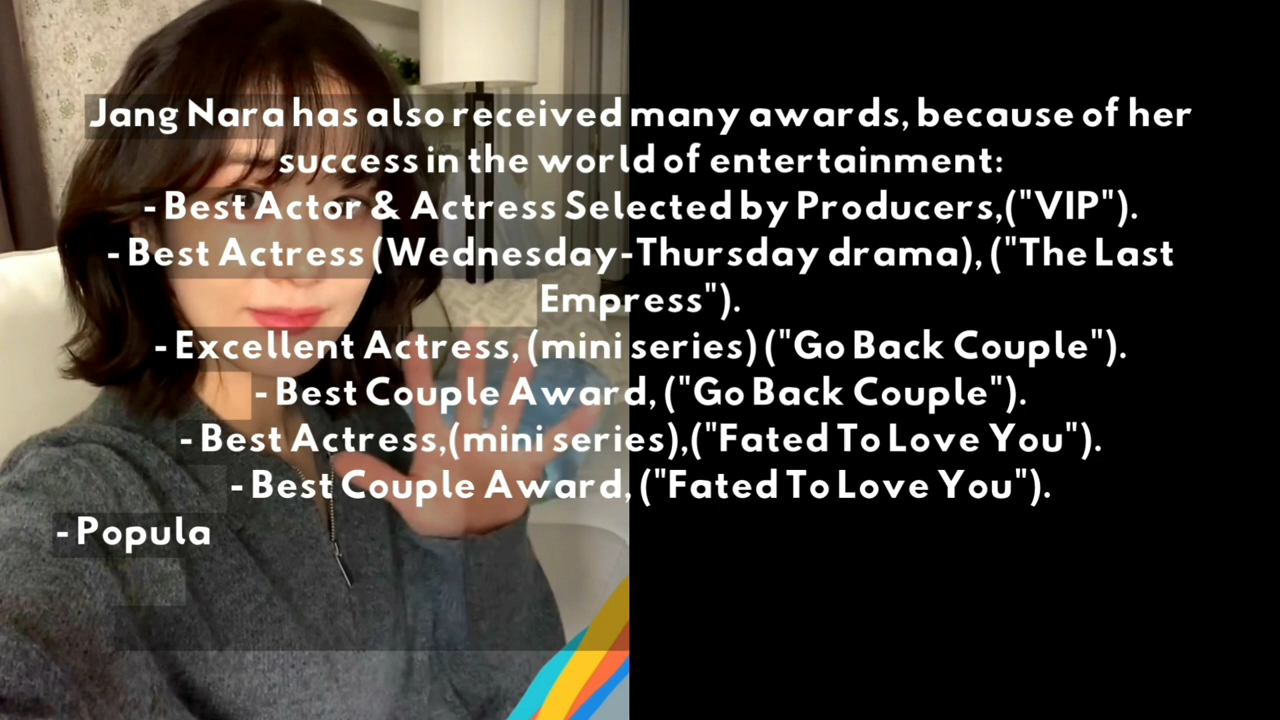 Jang Nara has also received many awards, because of her
success in the world of entertainment:
- Best Actor & Actress Selected by Producers,("VIP").
- Best Actress (Wednesday-Thursday drama), ("The Last
Empress").
- Excellent Actress, (mini series) ("Go Back Couple").
- Best Couple Award, ("Go Back Couple").
- Best Actress,(mini series),("Fated To Love You").
- Best Couple Award, ("Fated To Love You").
- Popula